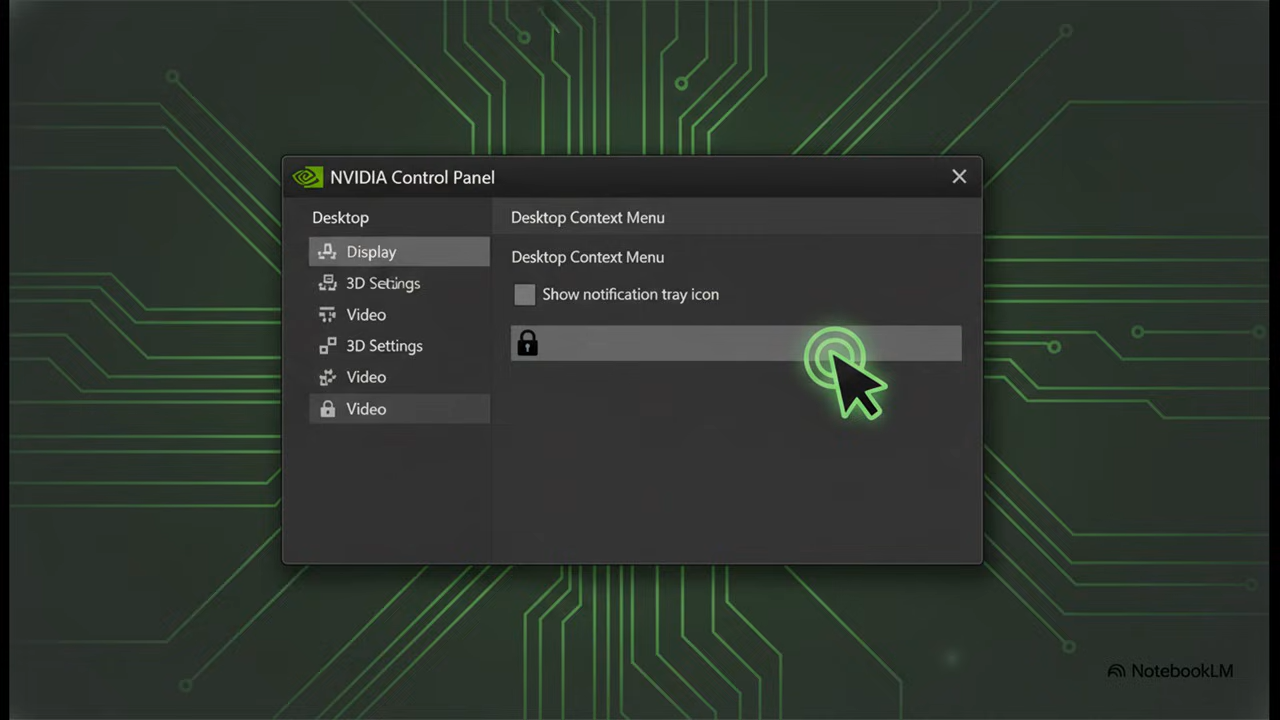 NVIDIA Control Panel
Desktop
Display
3D Setings
Video
3D Settings
Video
Video
Desktop Context Menu
Desktop Context Menu
Show notification tray icon
NotebookLM